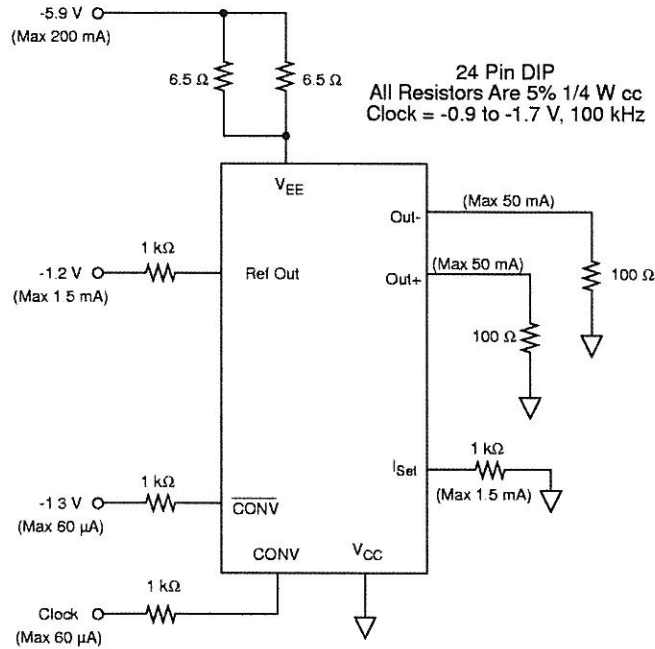 -5.9 V
(Max 200 mA)
6.5 Ω
6.5 Ω
24 Pin DIP
All Resistors Are 5% 1/4 W cc
Clock = -0.9 to -1.7 V, 100 kHz
VEE
Out-
(Max 50 mA)
1 kΩ
-1.2 V
(Max 1.5 mA)
Ref Out
Out+
(Max 50 mA)
100 Ω
100 Ω
1 kΩ
ISet
(Max 1.5 mA)
1 kΩ
-1.3 V
(Max 60 µA)
CONV
CONV
VCC
1 kΩ
Clock
(Max 60 µA)